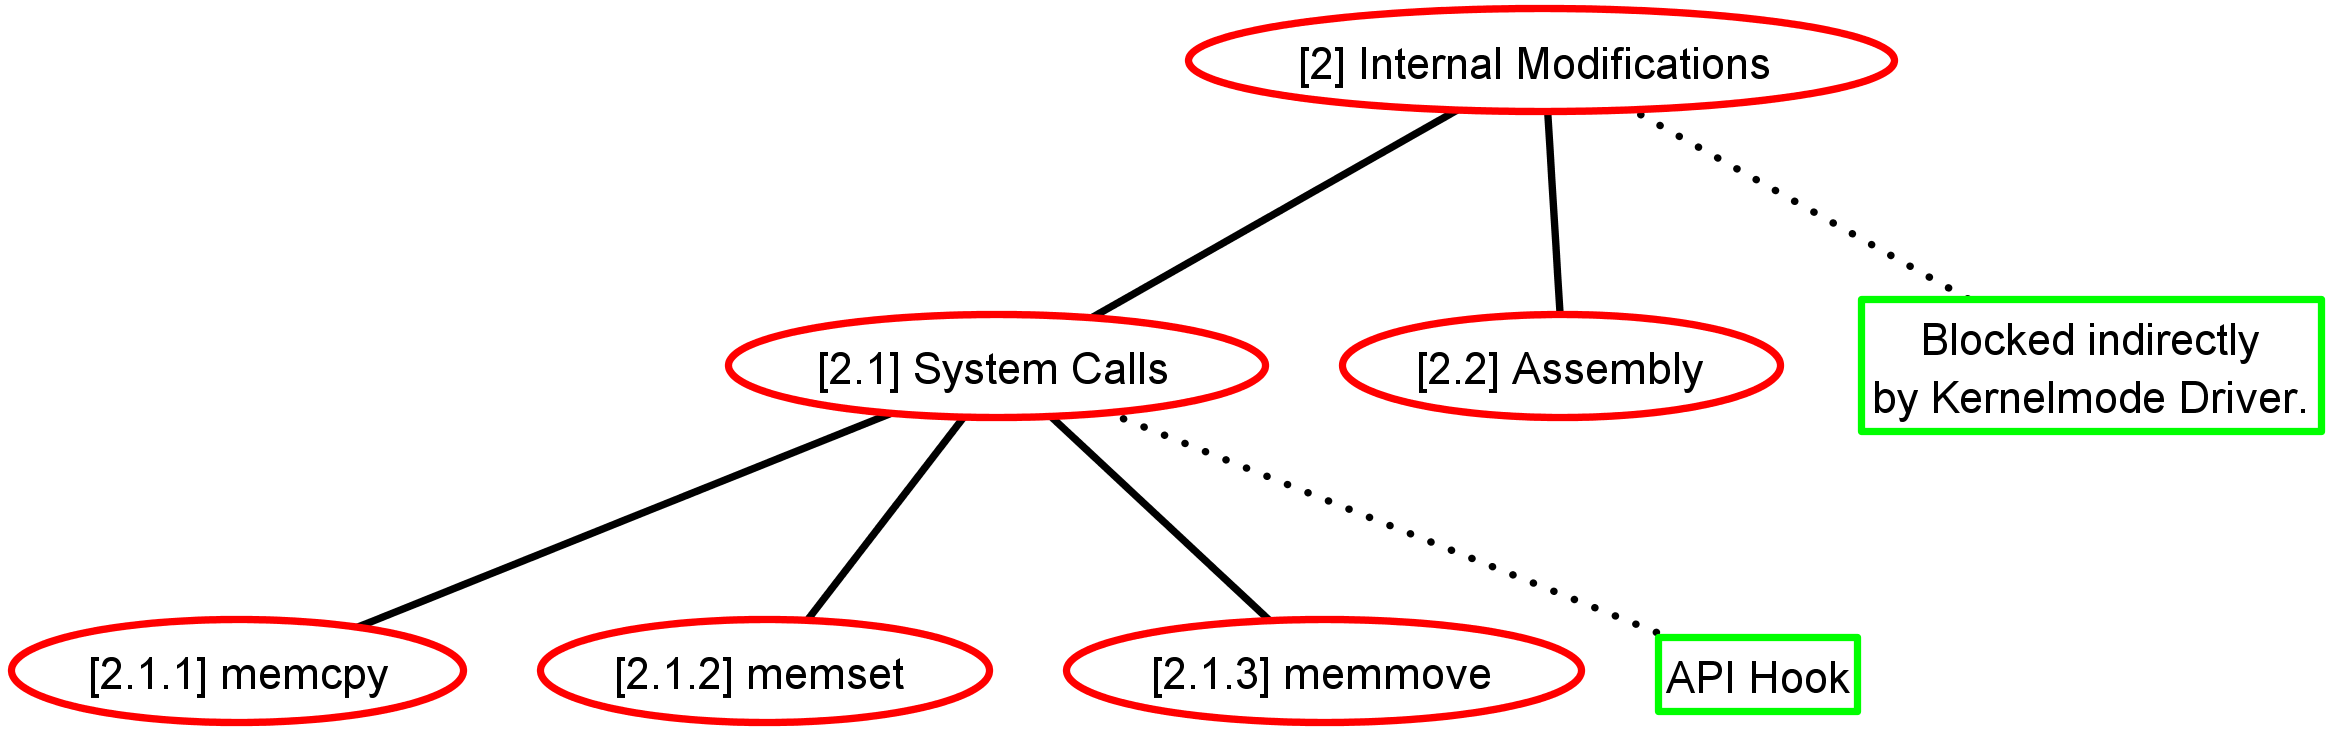 [2] Internal Modifications
[2.1] System Calls
[2.2] Assembly
Blocked indirectly
by Kernelmode Driver.
[2.1.1] memcpy
[2.1.2] memset
[2.1.3] memmove
API Hook